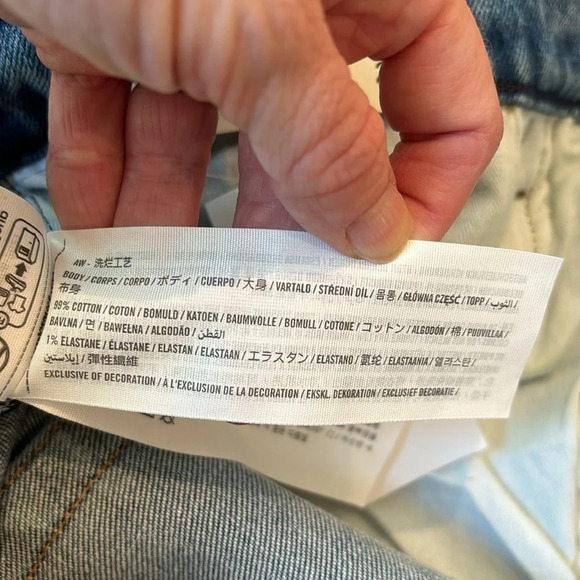 AW - 洗烂工艺
BODY / CORPS / CORPO / ボディ / CUERPO / 大身 / VARTALO / STŘEDNÍ DÍL / 몸통 / GŁÓWNA CZĘŚĆ / TOPP / الثوب /
布身
99% COTTON / COTON / BOMULD / KATOEN / BAUMWOLLE / BOMULL / COTONE / コットン / ALGODÓN / 棉 / PUUVILLAA /
BAVLNA / 면 / BAWEŁNA / ALGODÃO / القطن
1% ELASTANE / ÉLASTANE / ELASTAN / ELASTAAN / エラスタン / ELASTANO / 氨纶 / ELASTAANIA / 엘라스탄 /
إيلاستين / 彈性纖維
EXCLUSIVE OF DECORATION / À L'EXCLUSION DE LA DECORATION / EKSKL. DEKORATION / EXCLUSIEF DECORATIE /